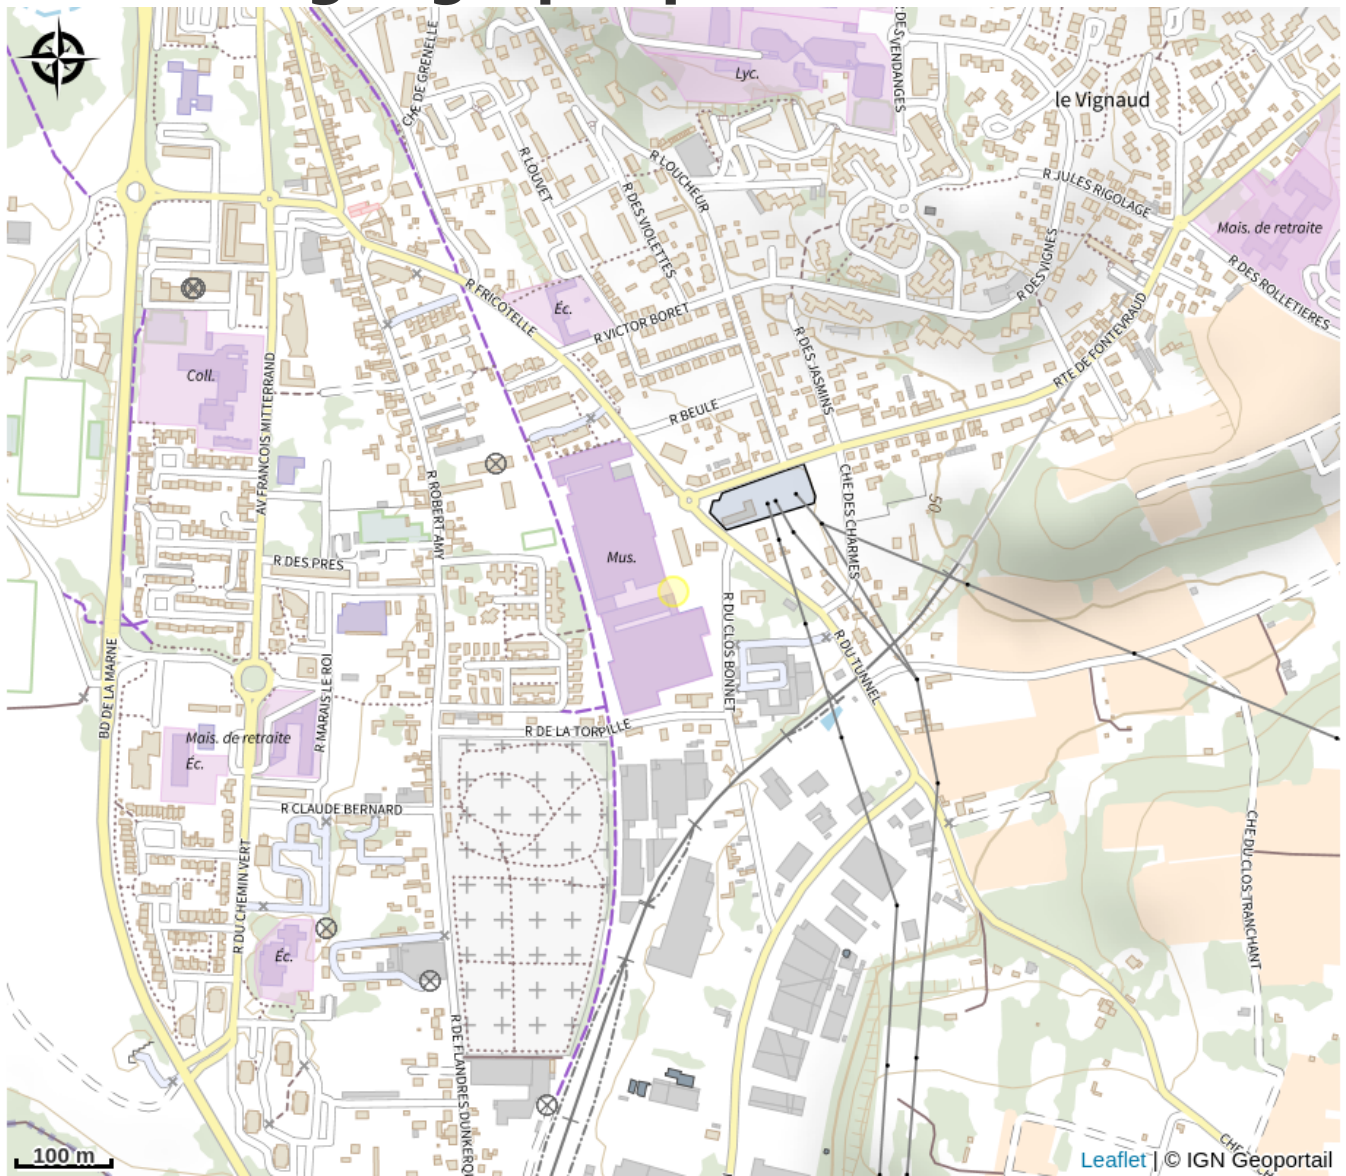 CHE DE GRENELLE
Lyc.
R DES VENDANGES
le Vignaud
R LOUVET
R LOUCHEUR
R DES VIOLETTES
R JULES RIGOLAGE
Mais. de retraite
R DES VIGNES
R DES ROLLETIERES
R FRICOTELLE
Éc.
R VICTOR BORET
R DES JASMINS
RTE DE FONTEVRAUD
Coll.
AV FRANCOIS MITTERRAND
R BEULE
R ROBERT AMY
CHE DES CHARMES
50
R DES PRES
Mus.
R DU CLOS BONNET
R DU TUNNEL
BD DE LA MARNE
R MARAIS LE ROI
Mais. de retraite
Éc.
R DE LA TORPILLE
R CLAUDE BERNARD
R DU CHEMIN VERT
CHE DU CLOS TRANCHANT
Éc.
R DE FLANDRES DUNKERQU
CHE
100 m
Leaflet | © IGN Geoportail